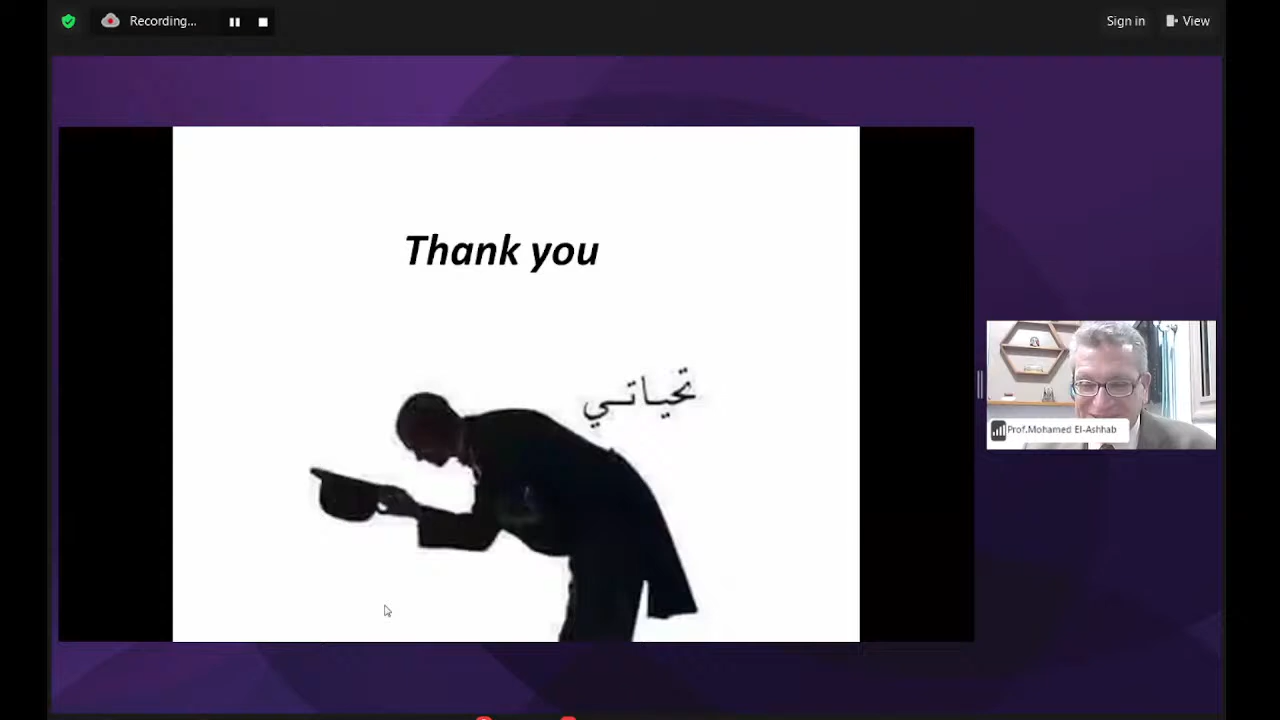 Recording...
Sign in
View
Thank you
تحياتي
Prof.Mohamed El-Ashhab